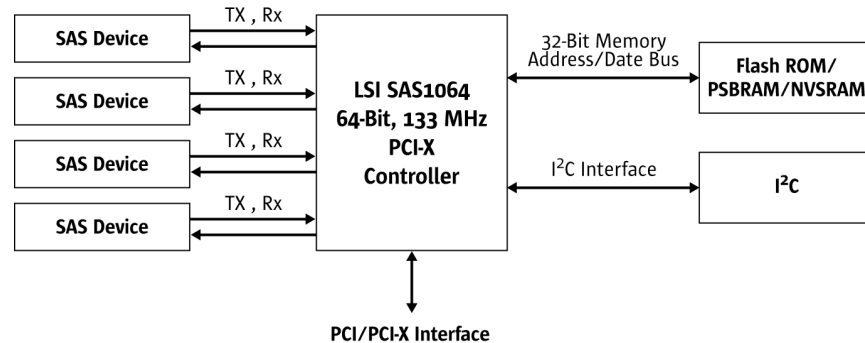 TX , Rx
SAS Device
TX , Rx
SAS Device
TX , Rx
SAS Device
TX , Rx
SAS Device
LSI SAS1064
64-Bit, 133 MHz
PCI-X
Controller
32-Bit Memory
Address/Date Bus
Flash ROM/
PSBRAM/NVSRAM
I²C Interface
I²C
PCI/PCI-X Interface